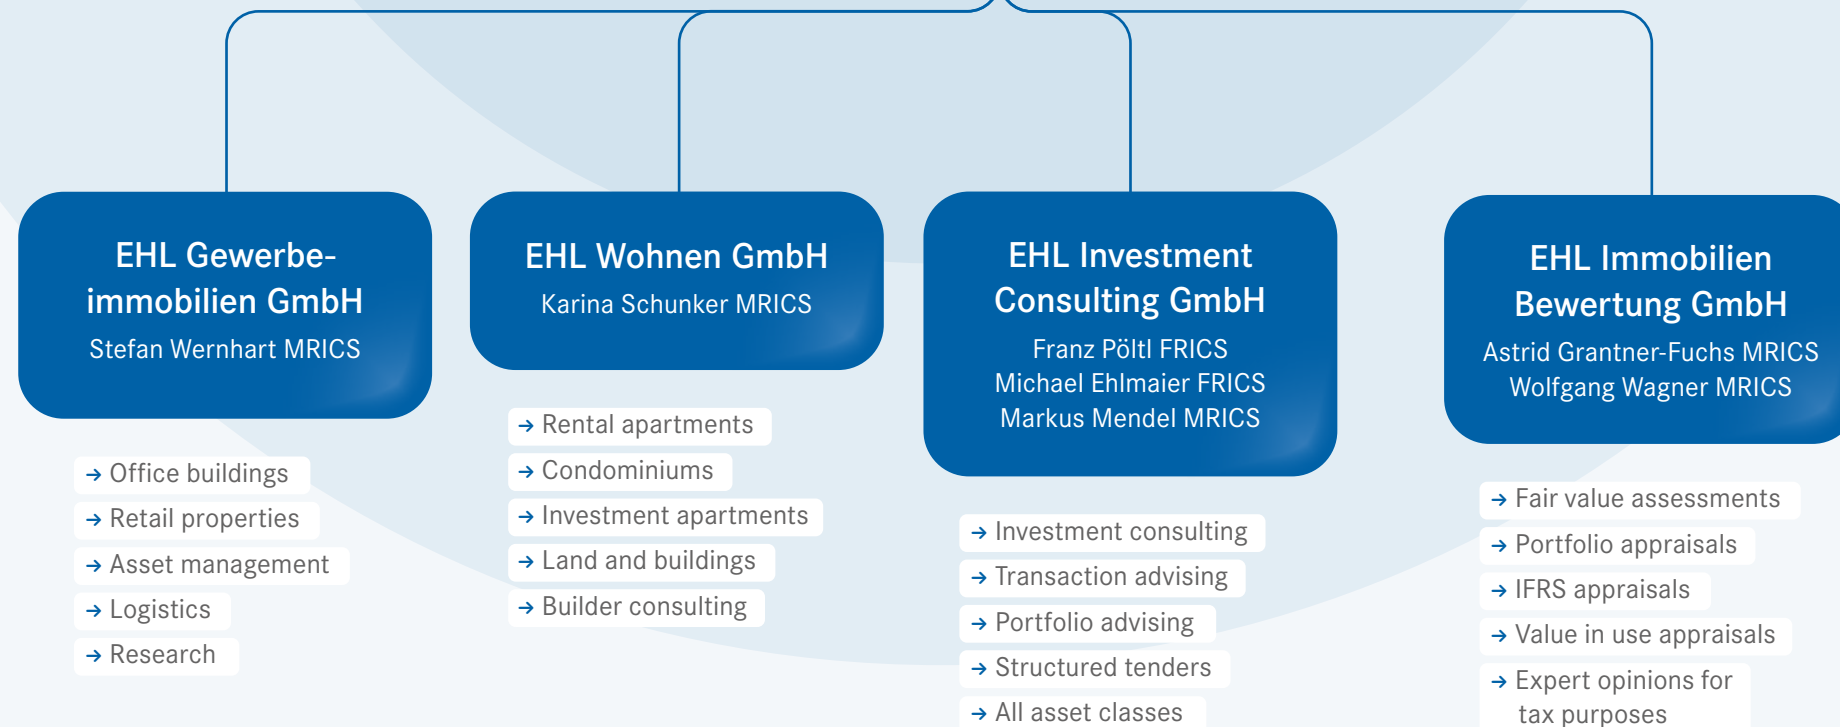 EHL Gewerbe-
immobilien GmbH
Stefan Wernhart MRICS
→ Office buildings
→ Retail properties
→ Asset management
→ Logistics
→ Research
EHL Wohnen GmbH
Karina Schunker MRICS
→ Rental apartments
→ Condominiums
→ Investment apartments
→ Land and buildings
→ Builder consulting
EHL Investment
Consulting GmbH
Franz Pöltl FRICS
Michael Ehlmaier FRICS
Markus Mendel MRICS
→ Investment consulting
→ Transaction advising
→ Portfolio advising
→ Structured tenders
→ All asset classes
EHL Immobilien
Bewertung GmbH
Astrid Grantner-Fuchs MRICS
Wolfgang Wagner MRICS
→ Fair value assessments
→ Portfolio appraisals
→ IFRS appraisals
→ Value in use appraisals
→ Expert opinions for
tax purposes